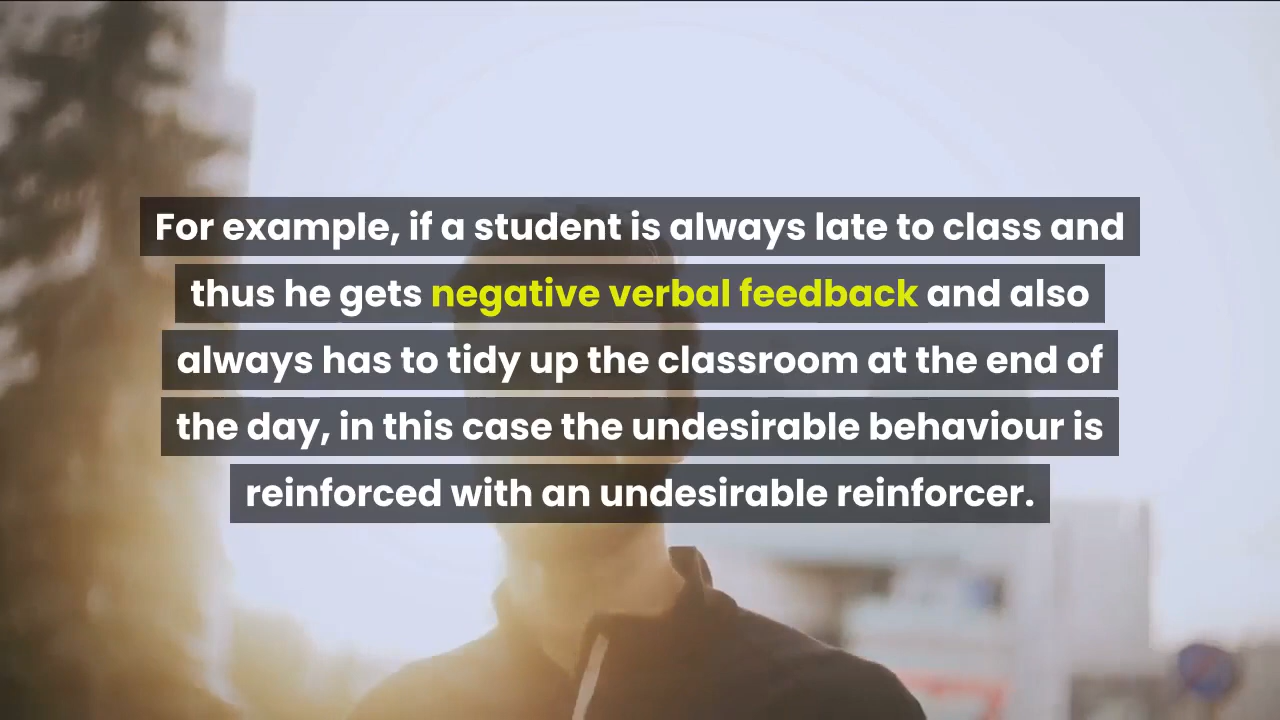 For example, if a student is always late to class and
thus he gets negative verbal feedback and also
always has to tidy up the classroom at the end of
the day, in this case the undesirable behaviour is
reinforced with an undesirable reinforcer.